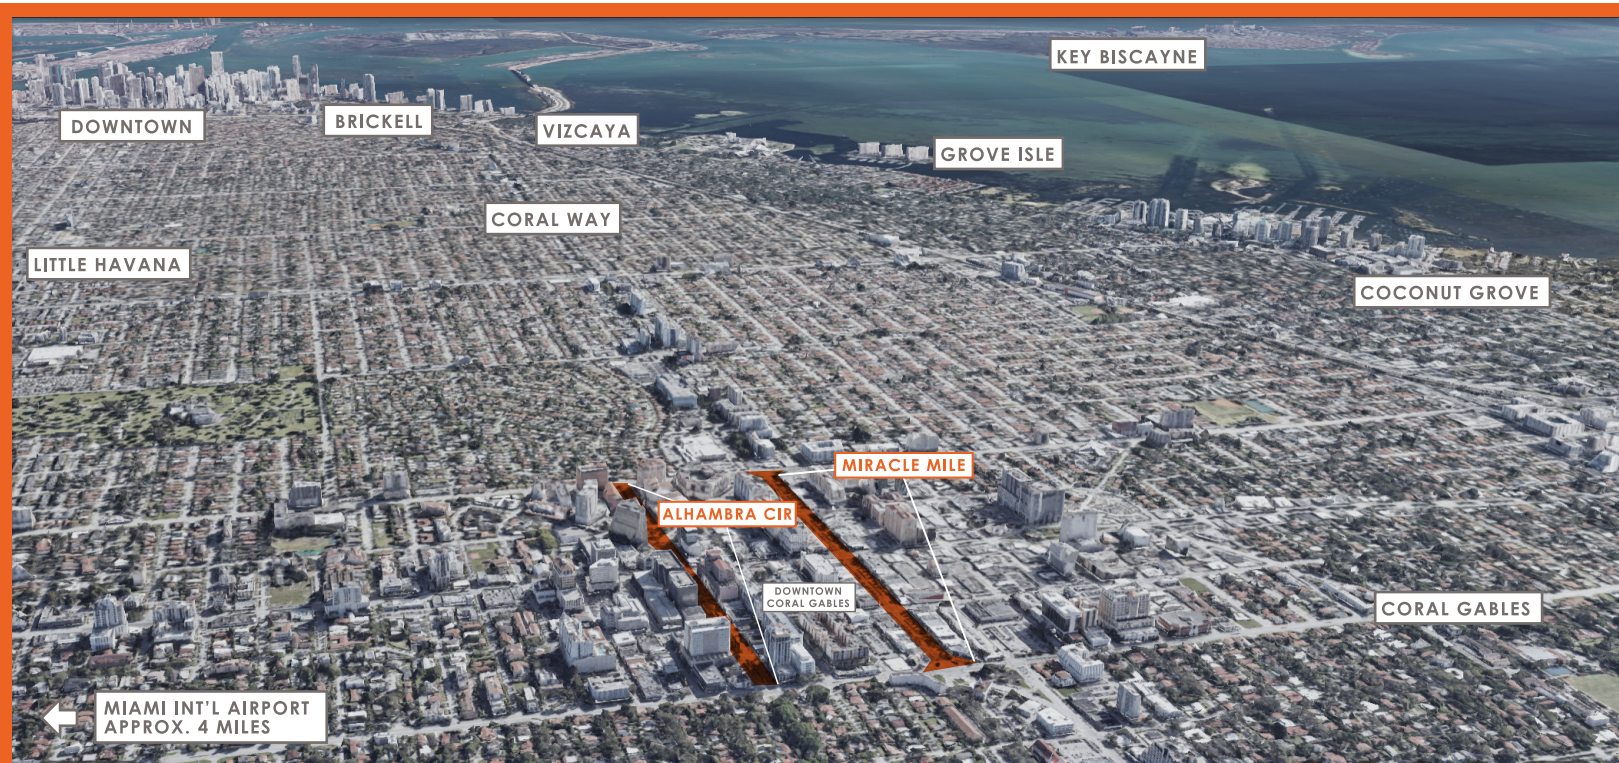 KEY BISCAYNE
DOWNTOWN
BRICKELL
VIZCAYA
GROVE ISLE
CORAL WAY
LITTLE HAVANA
COCONUT GROVE
MIRACLE MILE
ALHAMBRA CIR
DOWNTOWN
CORAL GABLES
CORAL GABLES
MIAMI INT'L AIRPORT
APPROX. 4 MILES